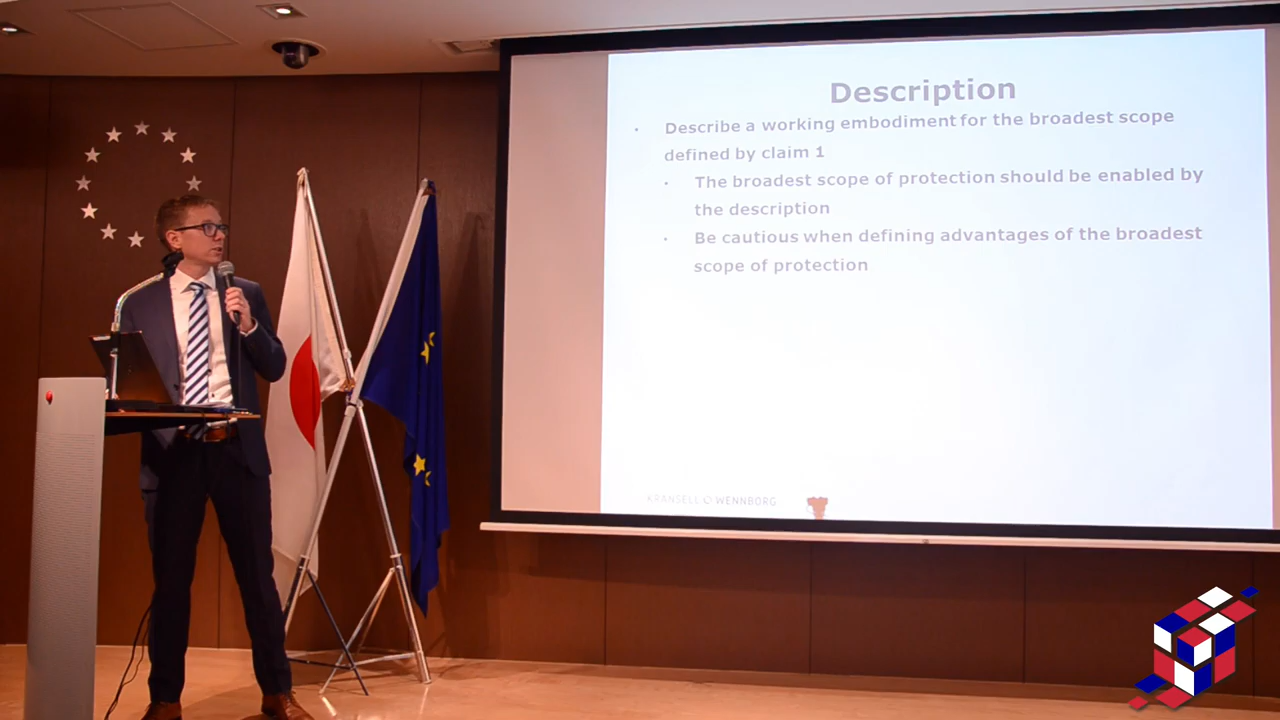 Description
• Describe a working embodiment for the broadest scope
defined by claim 1
• The broadest scope of protection should be enabled by
the description
• Be cautious when defining advantages of the broadest
scope of protection
KRANSELL & WENNBORG